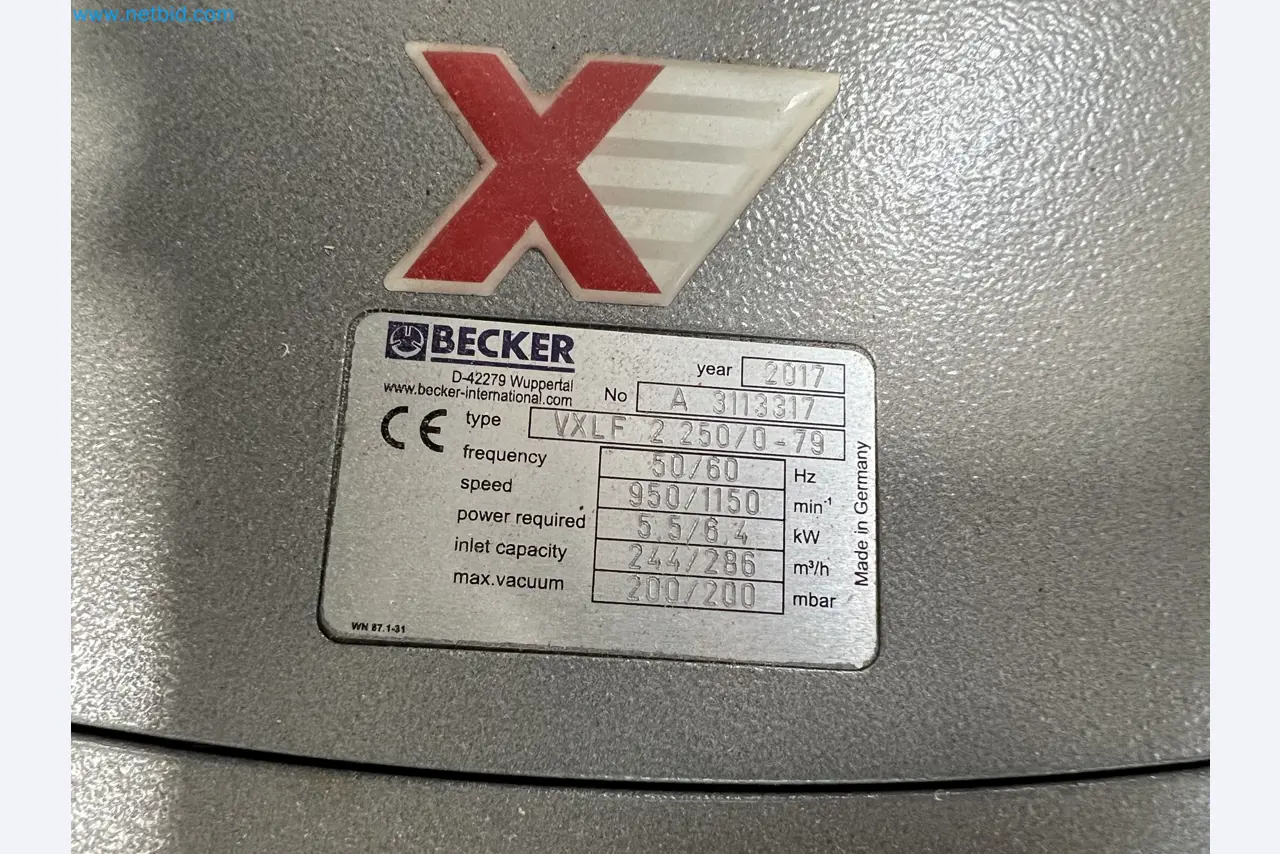 www.netbid.com
X
BECKER
D-42279 Wuppertal
www.becker-international.com
year 2017
No A 3113317
CE type VXLF 2.250/0-79
frequency 50/60 Hz
speed 950/1150 min⁻¹
power required 5,5/6,4 kW
inlet capacity 244/286 m³/h
max.vacuum 200/200 mbar
WN 87.1-31
Made in Germany